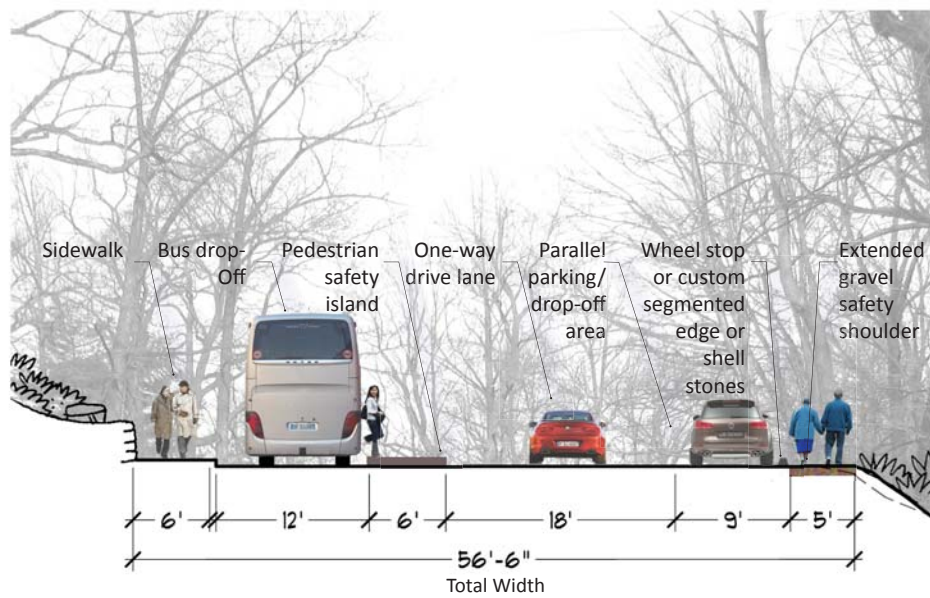 Sidewalk
Bus drop-
Off
Pedestrian
safety
island
One-way
drive lane
Parallel
parking/
drop-off
area
Wheel stop
or custom
segmented
edge or
shell
stones
Extended
gravel
safety
shoulder
6'
12'
6'
18'
9'
5'
56'-6"
Total Width